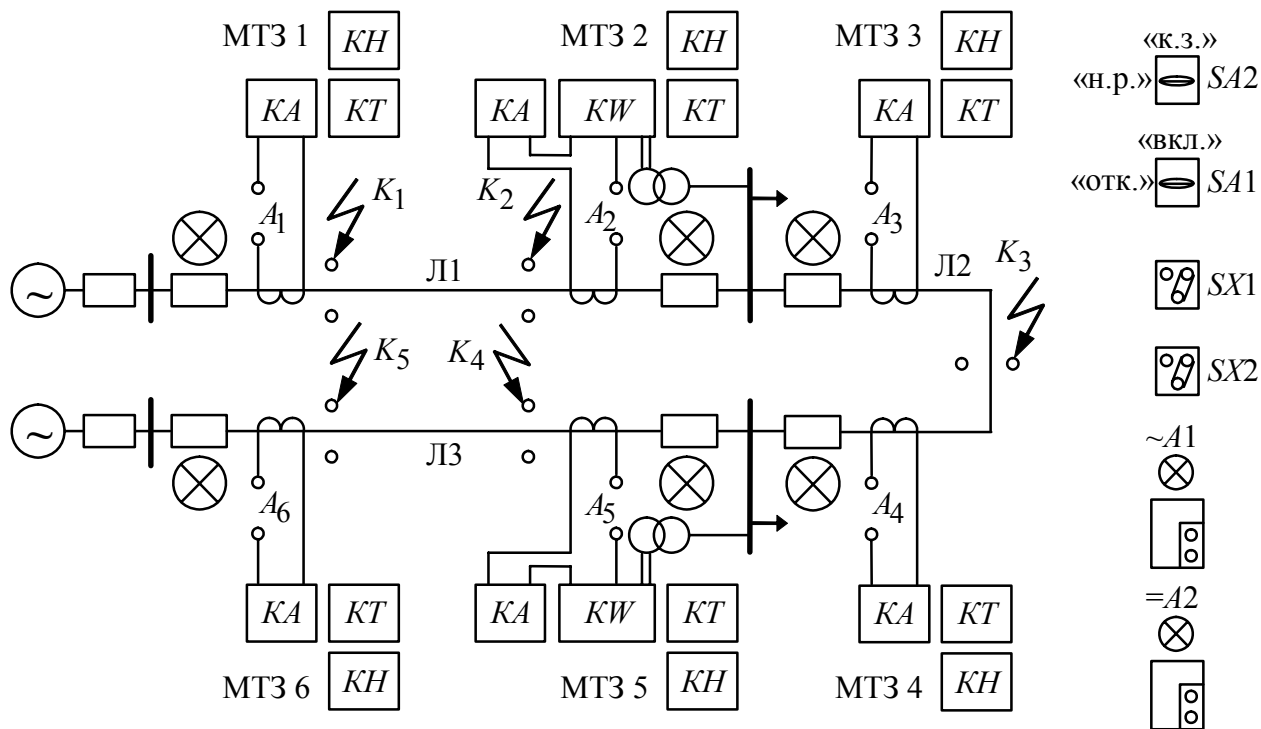 МТЗ 1 КН МТЗ 2 КН МТЗ 3 КН
«к.з.»
КА КТ КА КW КТ КА КТ «н.р.» SA2
«вкл.»
«отк.» SA1
A1 K1 K2 A2 A3
~ Л1 Л2 K3 SX1
K5 K4 SX2
~ Л3 ~A1
A6 A5 A4
КА КТ КА КW КТ КА КТ =A2
МТЗ 6 КН МТЗ 5 КН МТЗ 4 КН